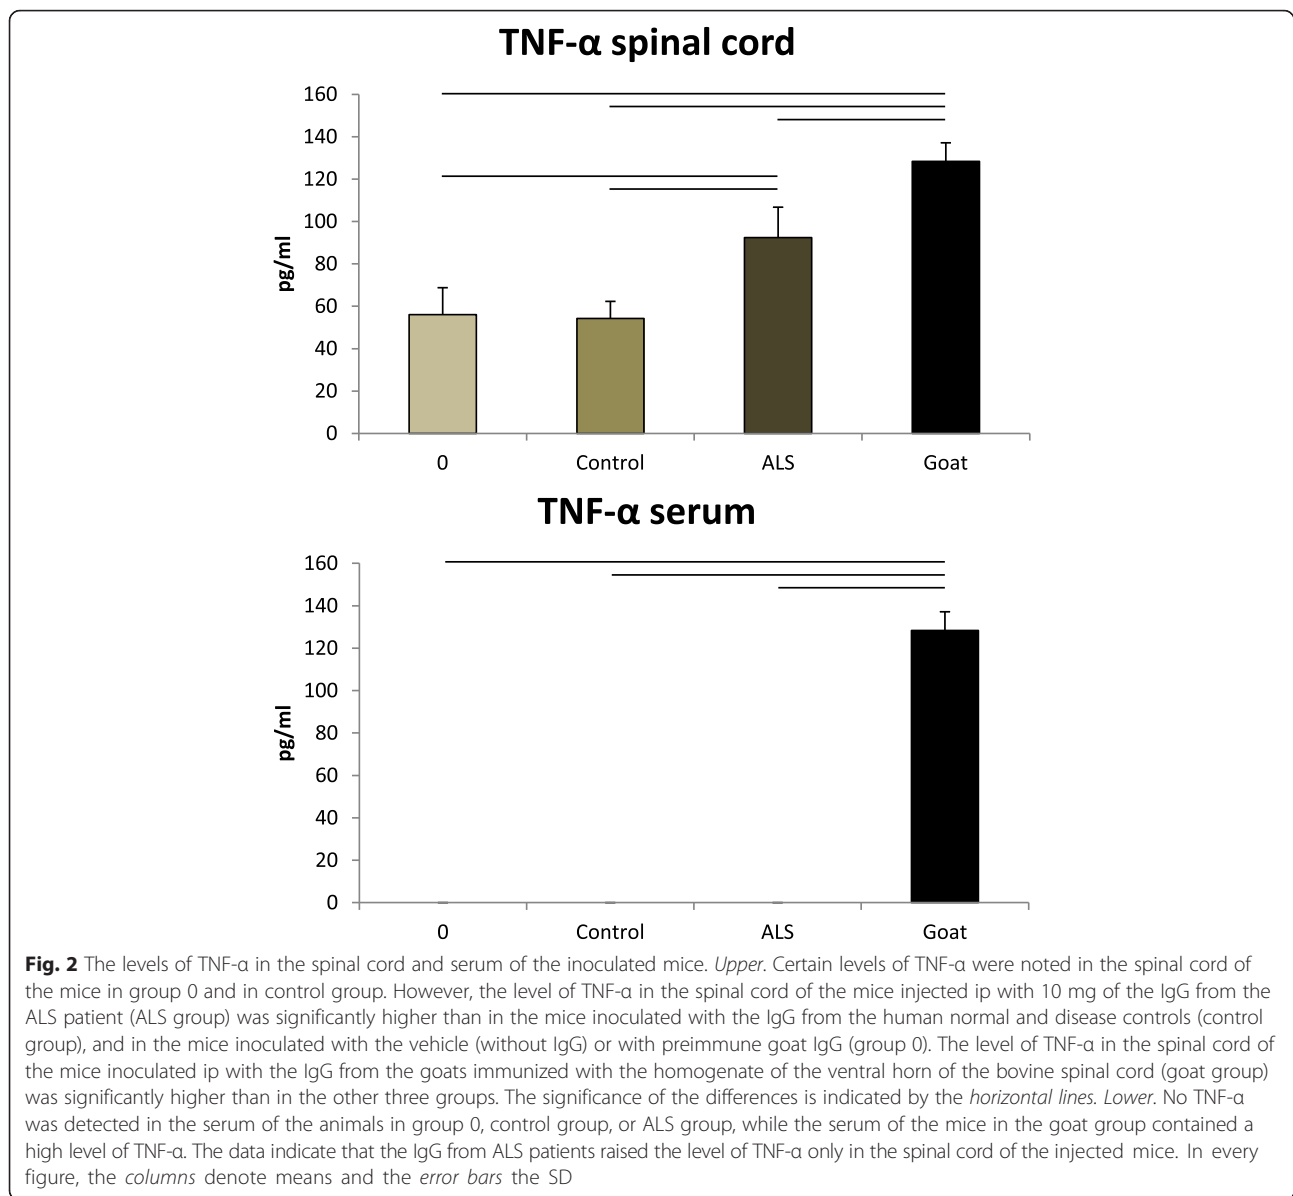 TNF-α spinal cord
160
140
120
100
80
60
40
20
0
pg/ml
0 Control ALS Goat
TNF-α serum
160
140
120
100
80
60
40
20
0
pg/ml
0 Control ALS Goat
Fig. 2 The levels of TNF-α in the spinal cord and serum of the inoculated mice. Upper. Certain levels of TNF-α were noted in the spinal cord of
the mice in group 0 and in control group. However, the level of TNF-α in the spinal cord of the mice injected ip with 10 mg of the IgG from the
ALS patient (ALS group) was significantly higher than in the mice inoculated with the IgG from the human normal and disease controls (control
group), and in the mice inoculated with the vehicle (without IgG) or with preimmune goat IgG (group 0). The level of TNF-α in the spinal cord of
the mice inoculated ip with the IgG from the goats immunized with the homogenate of the ventral horn of the bovine spinal cord (goat group)
was significantly higher than in the other three groups. The significance of the differences is indicated by the horizontal lines. Lower. No TNF-α
was detected in the serum of the animals in group 0, control group, or ALS group, while the serum of the mice in the goat group contained a
high level of TNF-α. The data indicate that the IgG from ALS patients raised the level of TNF-α only in the spinal cord of the injected mice. In every
figure, the columns denote means and the error bars the SD